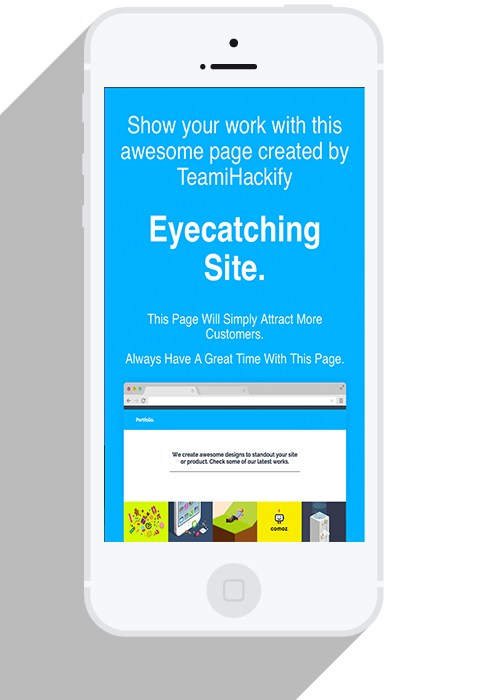 Show your work with this
awesome page created by
TeamiHackify
Eyecatching
Site.
This Page Will Simply Attract More
Customers.
Always Have A Great Time With This Page.
Portfolio.
We create awesome designs to standout your site
or product. Check some of our latest works.
comoz